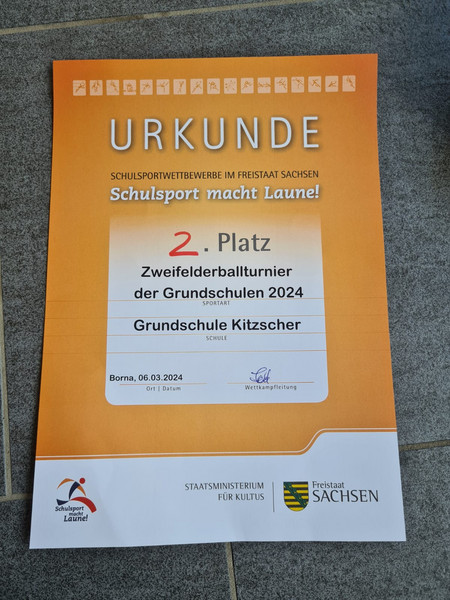 URKUNDE
SCHULSPORTWETTBEWERBE IM FREISTAAT SACHSEN
Schulsport macht Laune!
2. Platz
Zweifelderballturnier
der Grundschulen 2024
SPORTART
Grundschule Kitzscher
SCHULE
Borna, 06.03.2024
Ort | Datum
Wettkampfleitung
Schulsport
macht
Laune!
STAATSMINISTERIUM
FÜR KULTUS
Freistaat
SACHSEN